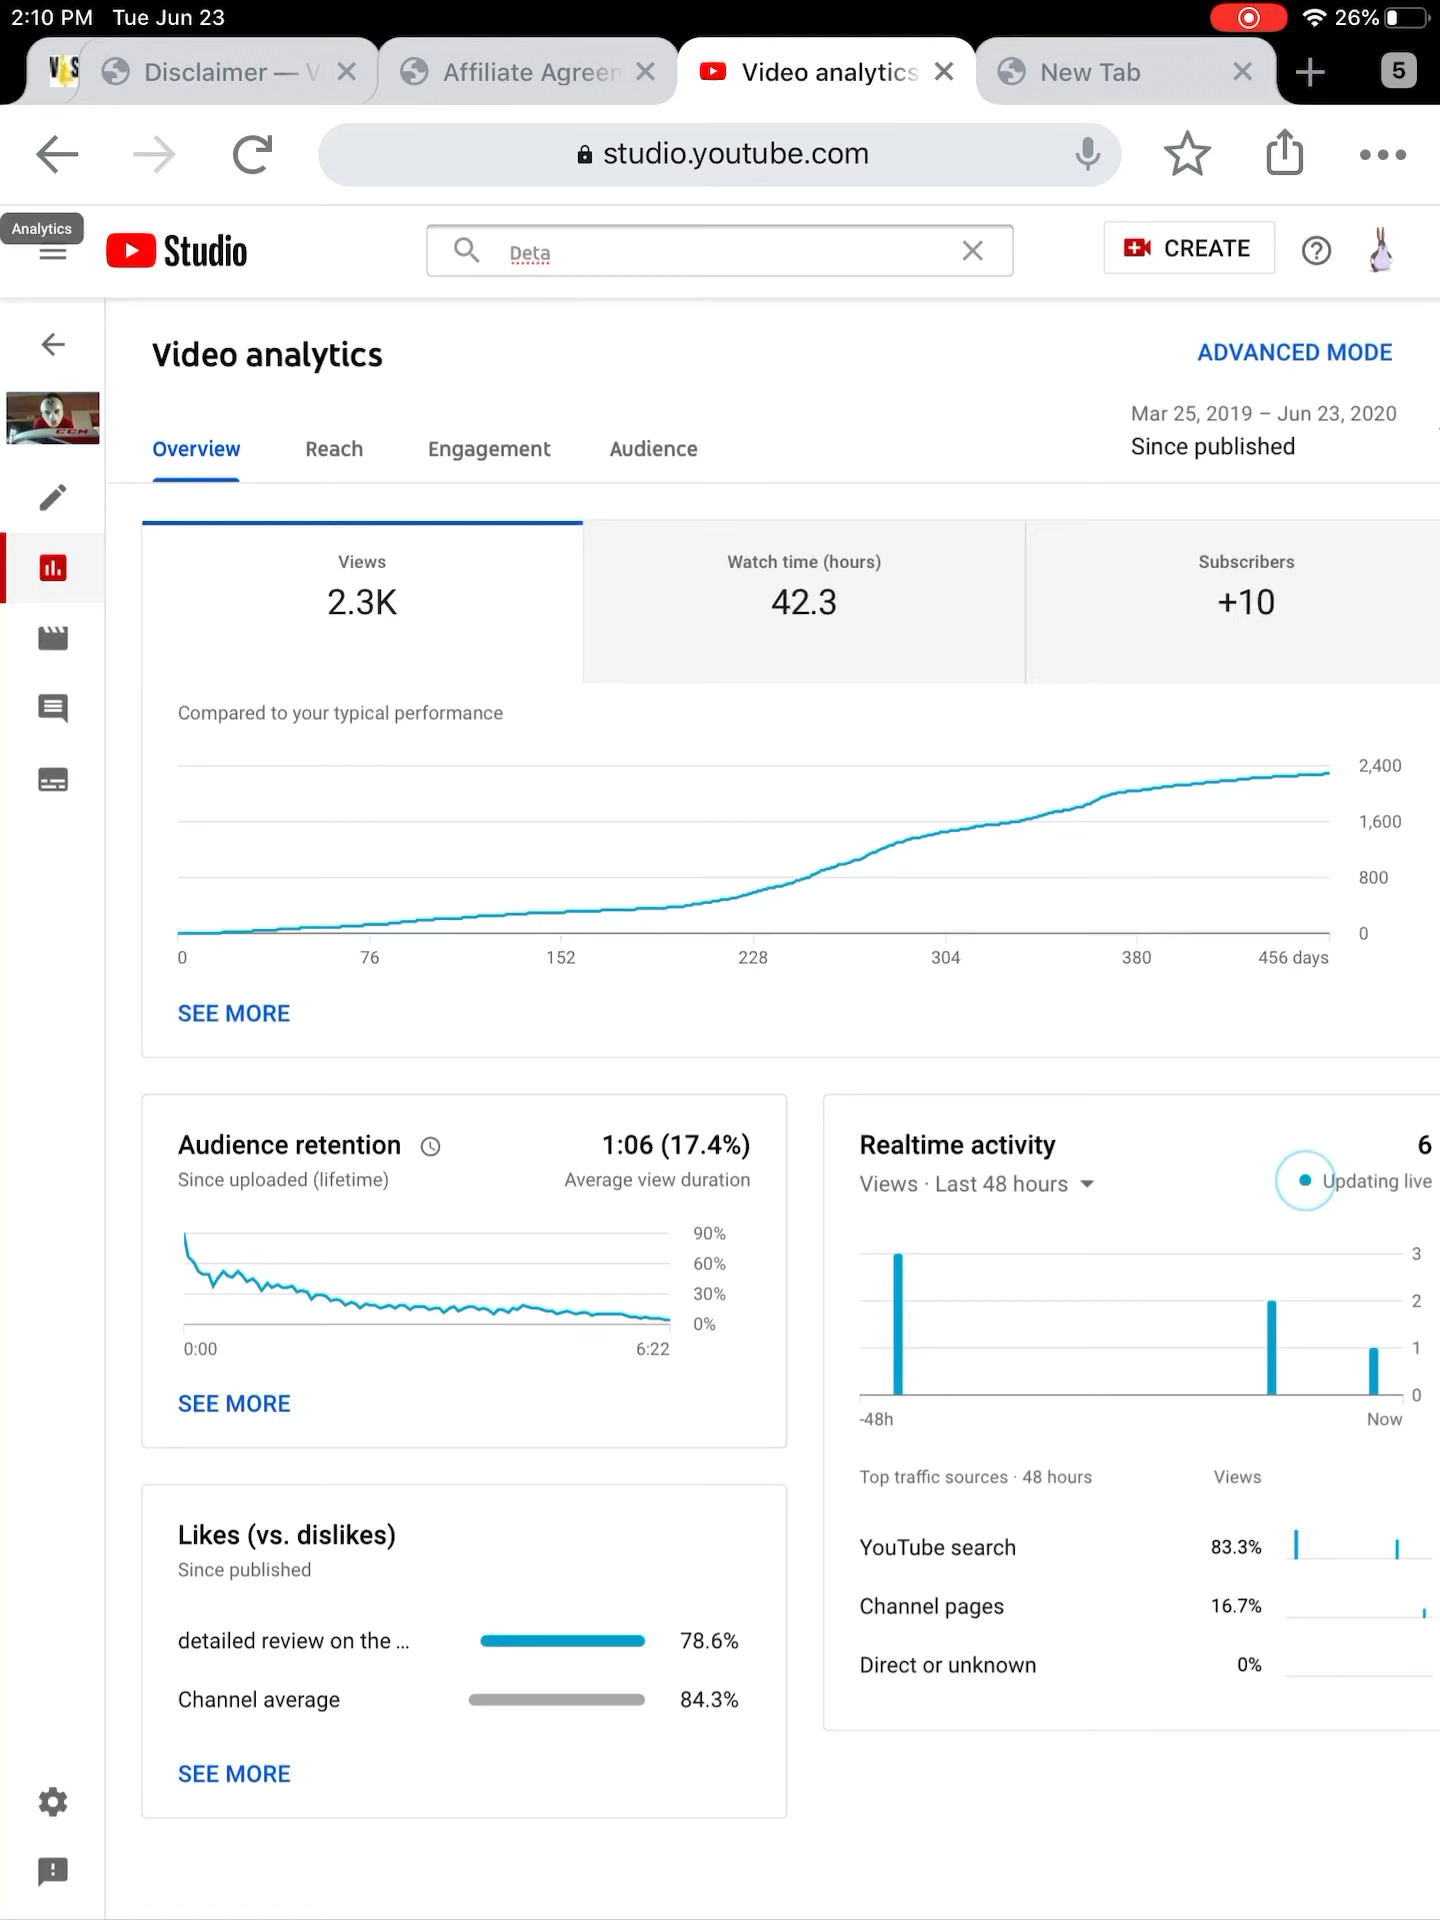 2:10 PM Tue Jun 23
26%
Disclaimer — V
Affiliate Agreen
Video analytics
New Tab
5
studio.youtube.com
Analytics
Studio
Deta
CREATE
Video analytics
ADVANCED MODE
Mar 25, 2019 – Jun 23, 2020
Since published
Overview
Reach
Engagement
Audience
Views
2.3K
Watch time (hours)
42.3
Subscribers
+10
Compared to your typical performance
2,400
1,600
800
0
0 76 152 228 304 380 456 days
SEE MORE
Audience retention
1:06 (17.4%)
Since uploaded (lifetime)
Average view duration
90%
60%
30%
0%
0:00 6:22
SEE MORE
Realtime activity
6
Views · Last 48 hours
Updating live
3
2
1
0
-48h Now
Top traffic sources · 48 hours Views
YouTube search 83.3%
Channel pages 16.7%
Direct or unknown 0%
Likes (vs. dislikes)
Since published
detailed review on the ... 78.6%
Channel average 84.3%
SEE MORE